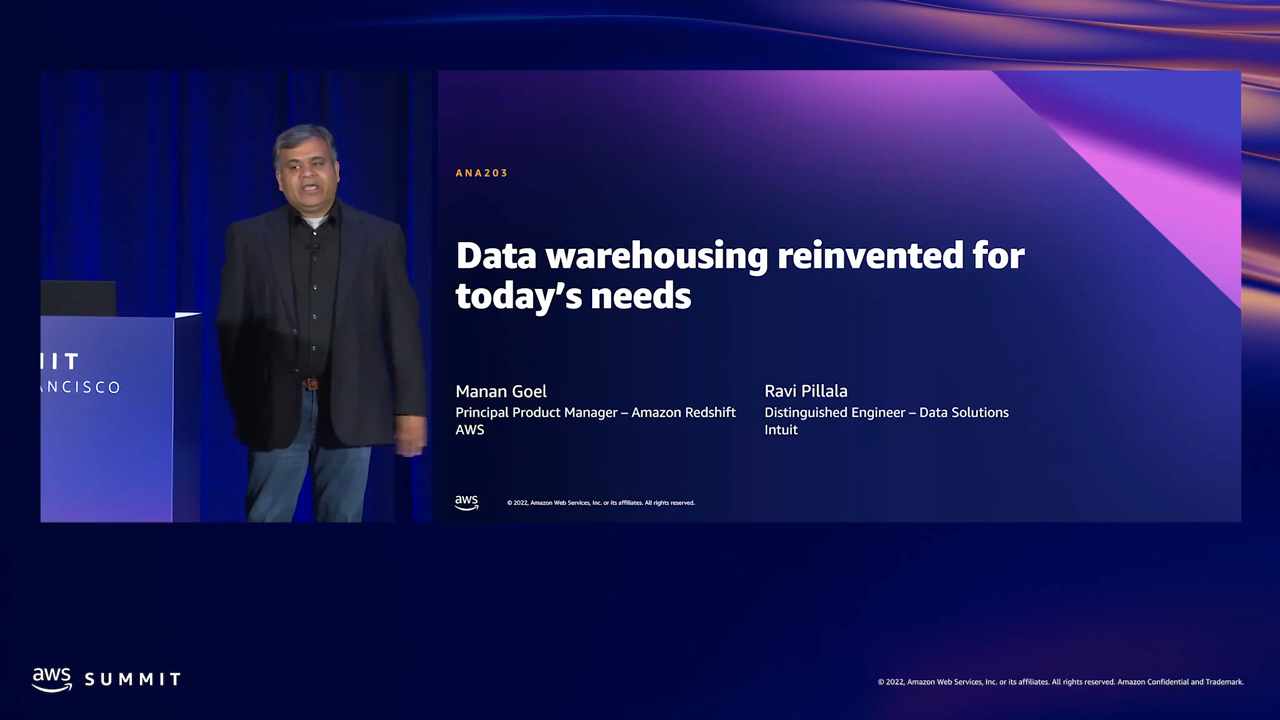 ANA203
Data warehousing reinvented for
today’s needs
Manan Goel
Principal Product Manager – Amazon Redshift
AWS
Ravi Pillala
Distinguished Engineer – Data Solutions
Intuit
aws
© 2022, Amazon Web Services, Inc. or its affiliates. All rights reserved.
MIT
ANCISCO
aws SUMMIT
© 2022, Amazon Web Services, Inc. or its affiliates. All rights reserved. Amazon Confidential and Trademark.